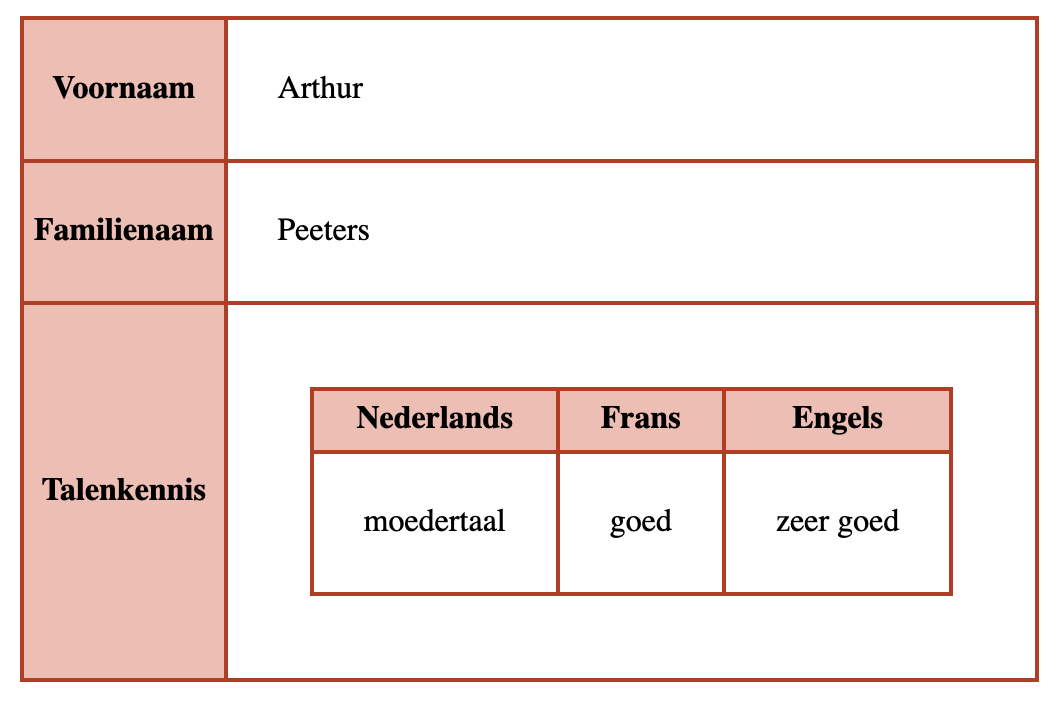 Voornaam Arthur
Familienaam Peeters
Talenkennis
Nederlands Frans Engels
moedertaal goed zeer goed